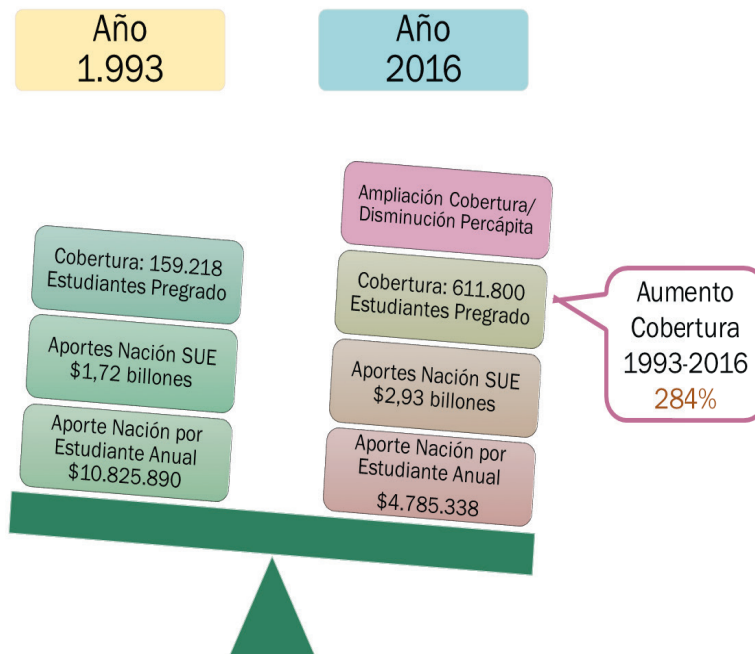 Año
1.993
Año
2016
Cobertura: 159.218
Estudiantes Pregrado
Aportes Nación SUE
$1,72 billones
Aporte Nación por
Estudiante Anual
$10.825.890
Ampliación Cobertura/
Disminución Percápita
Cobertura: 611.800
Estudiantes Pregrado
Aportes Nación SUE
$2,93 billones
Aporte Nación por
Estudiante Anual
$4.785.338
Aumento
Cobertura
1993-2016
284%